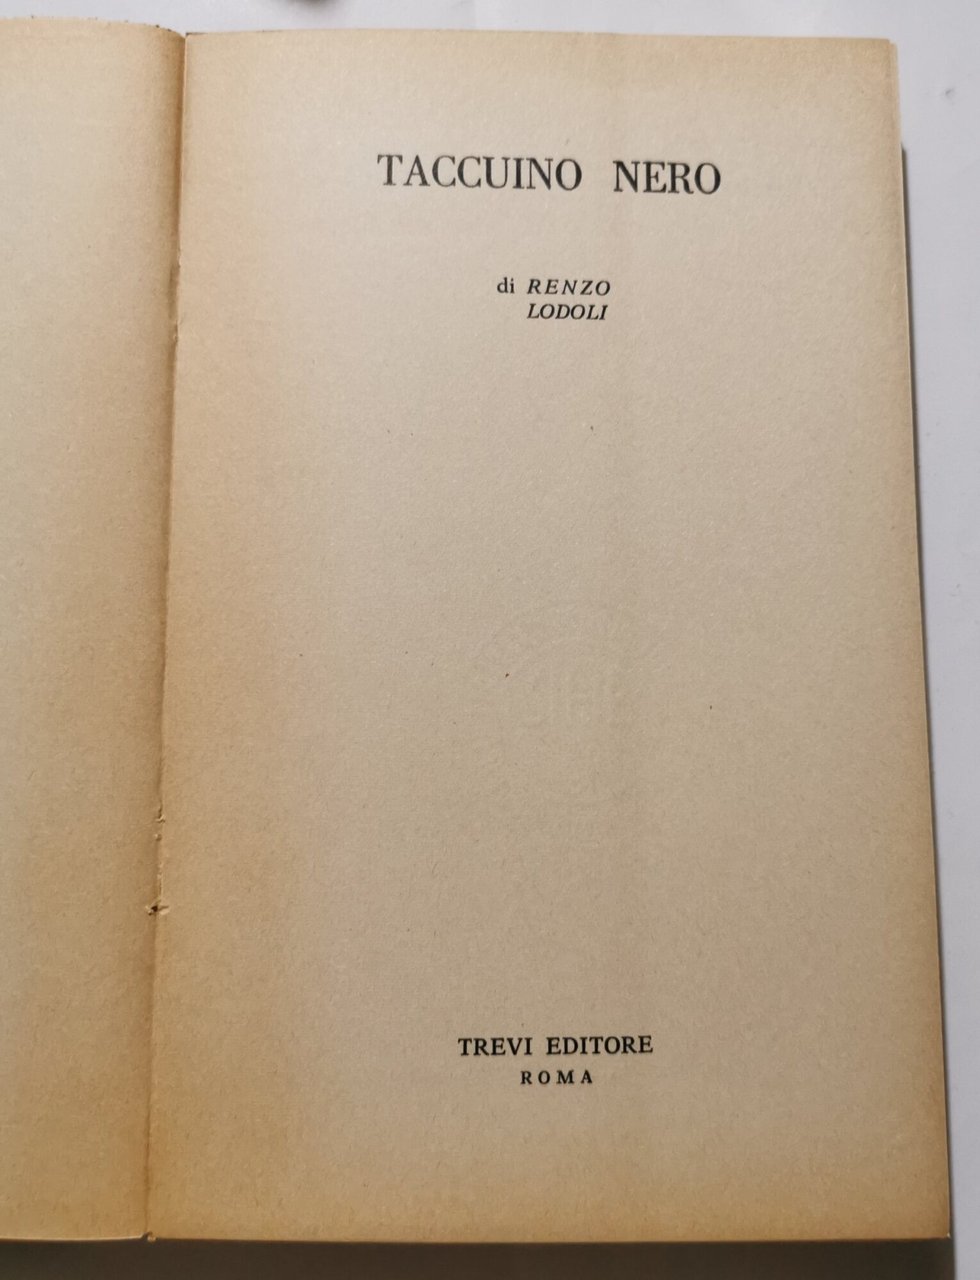 TACCUINO NERO
di RENZO
LODOLI
TREVI EDITORE
ROMA